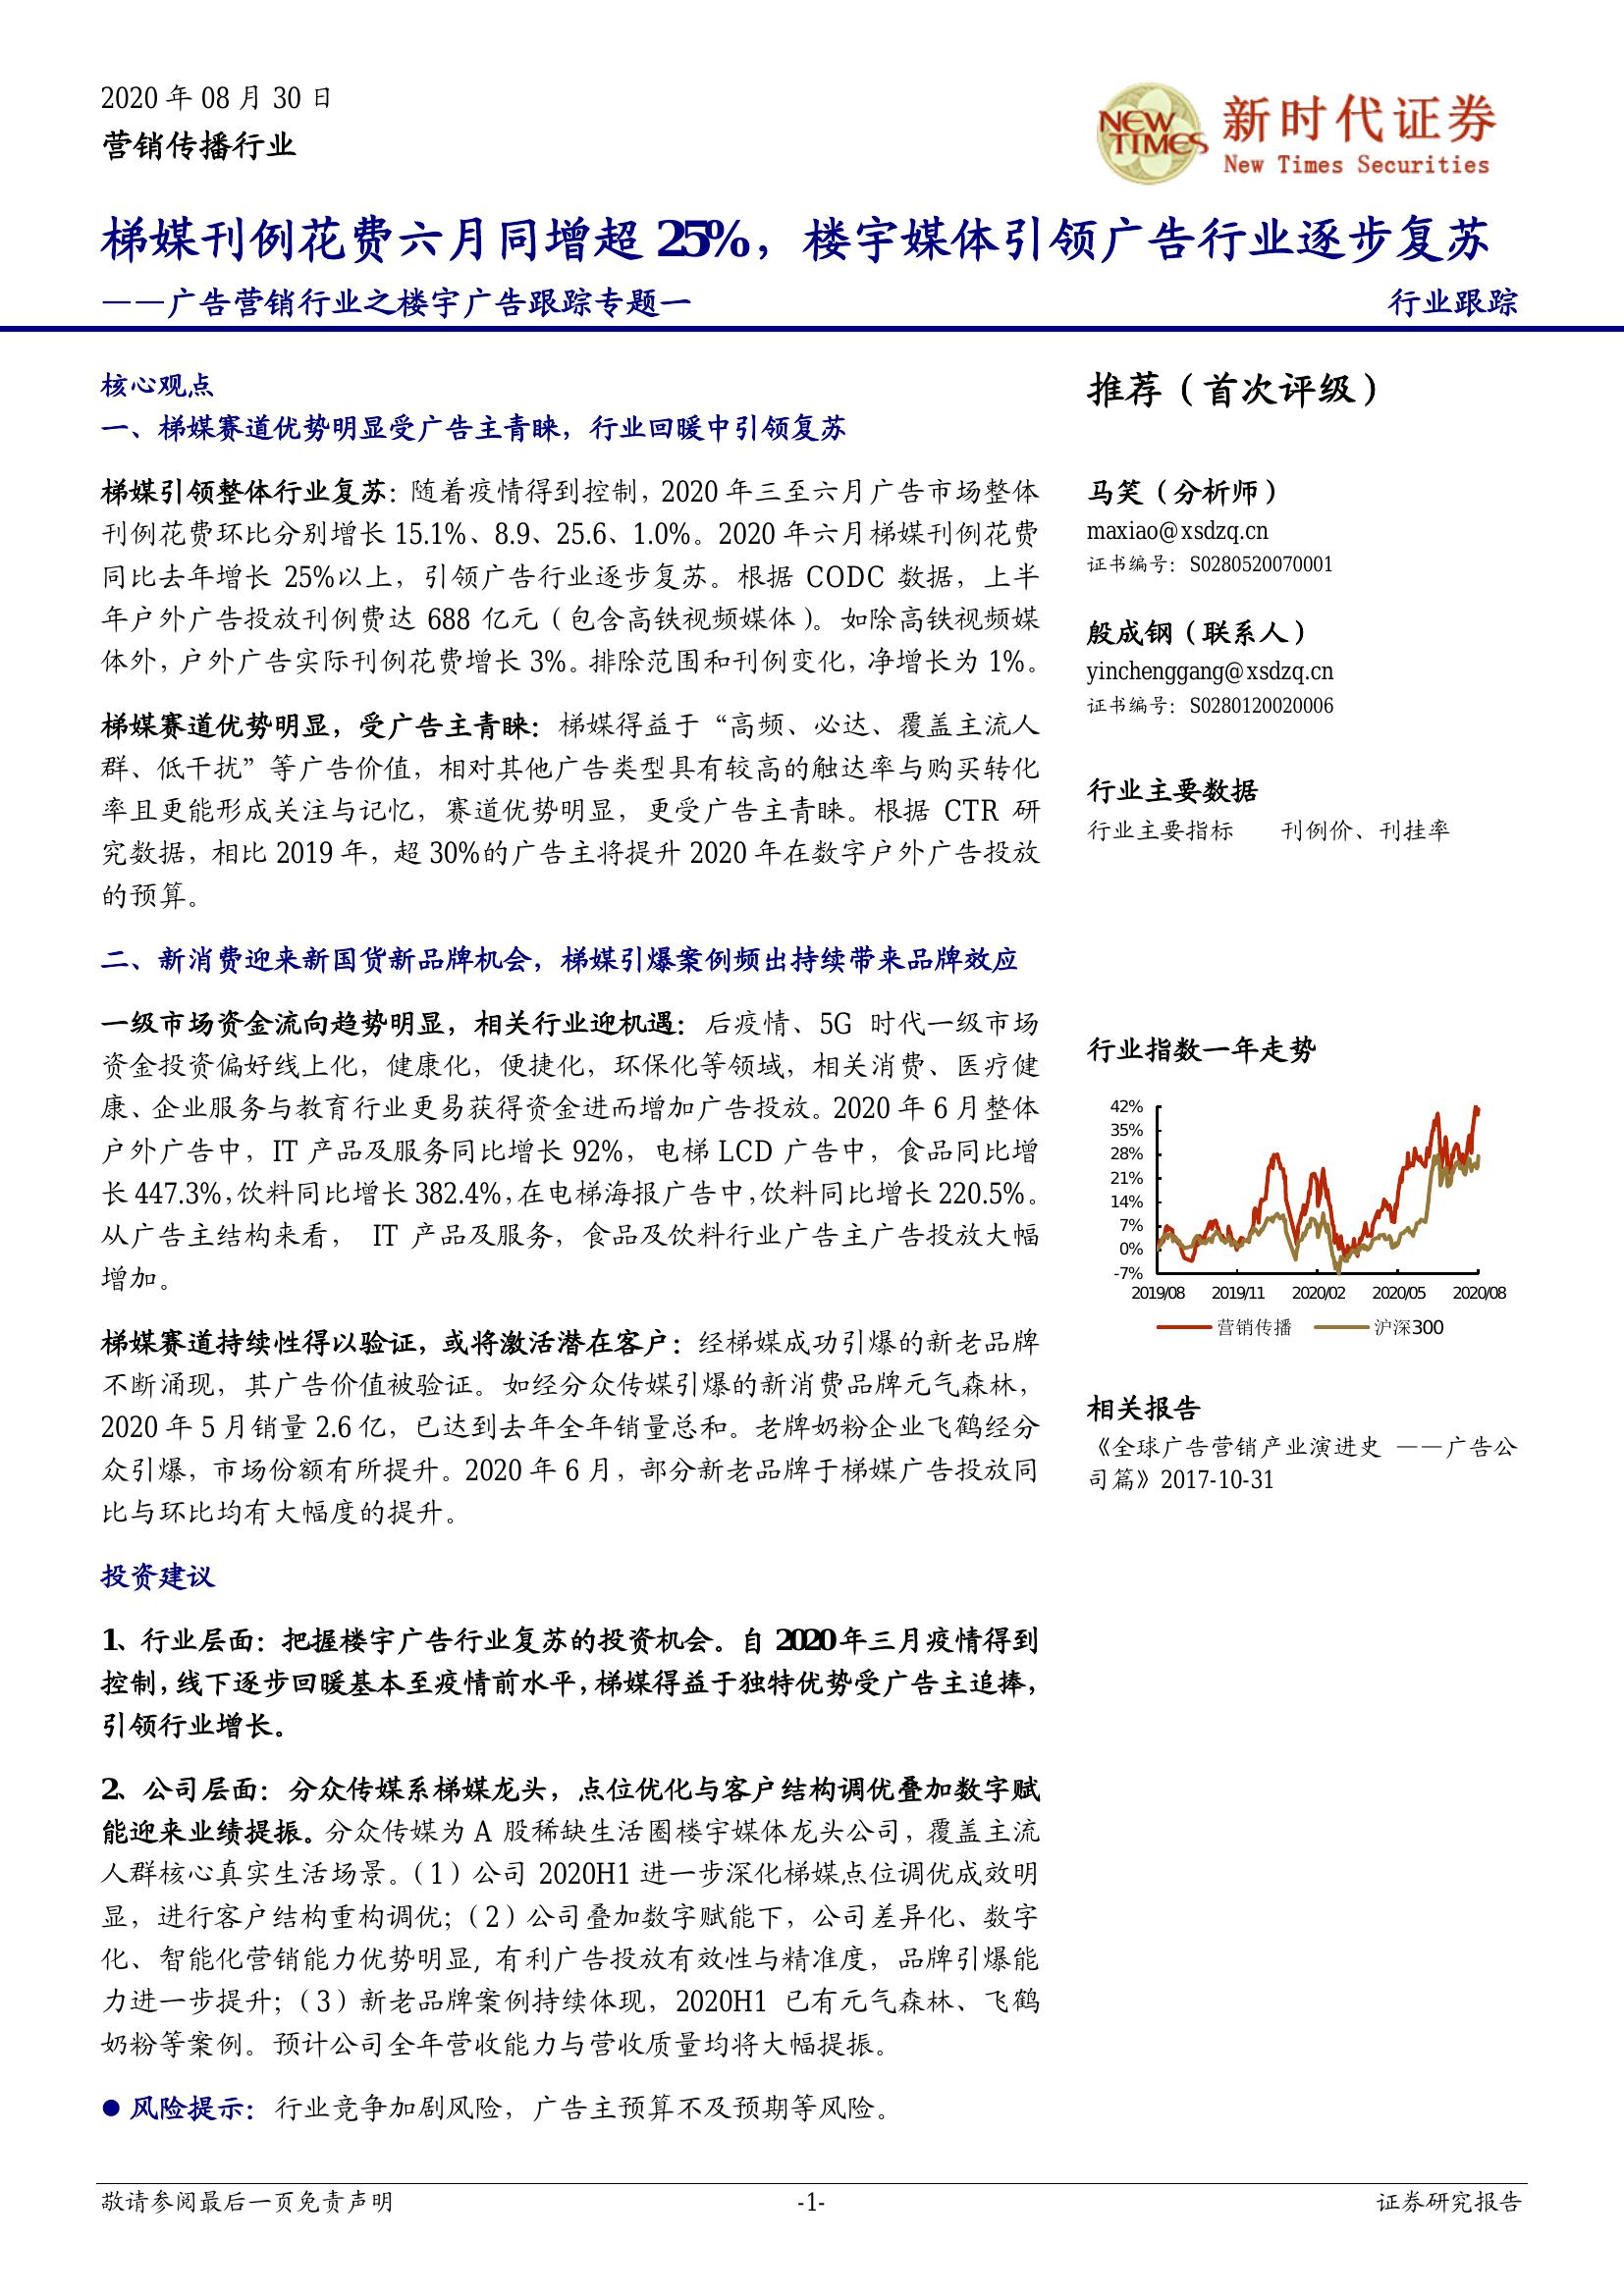 2020 年 08 月 30 日
营销传播行业
NEW TIMES
新时代证券
New Times Securities
梯媒刊例花费六月同增超 25%，楼宇媒体引领广告行业逐步复苏
——广告营销行业之楼宇广告跟踪专题一
行业跟踪
核心观点
一、梯媒赛道优势明显受广告主青睐，行业回暖中引领复苏
梯媒引领整体行业复苏：随着疫情得到控制，2020 年三至六月广告市场整体
刊例花费环比分别增长 15.1%、8.9、25.6、1.0%。2020 年六月梯媒刊例花费
同比去年增长 25%以上，引领广告行业逐步复苏。根据 CODC 数据，上半
年户外广告投放刊例费达 688 亿元（包含高铁视频媒体）。如除高铁视频媒
体外，户外广告实际刊例花费增长 3%。排除范围和刊例变化，净增长为 1%。
梯媒赛道优势明显，受广告主青睐：梯媒得益于“高频、必达、覆盖主流人
群、低干扰”等广告价值，相对其他广告类型具有较高的触达率与购买转化
率且更能形成关注与记忆，赛道优势明显，更受广告主青睐。根据 CTR 研
究数据，相比 2019 年，超 30%的广告主将提升 2020 年在数字户外广告投放
的预算。
二、新消费迎来新国货新品牌机会，梯媒引爆案例频出持续带来品牌效应
一级市场资金流向趋势明显，相关行业迎机遇：后疫情、5G 时代一级市场
资金投资偏好线上化，健康化，便捷化，环保化等领域，相关消费、医疗健
康、企业服务与教育行业更易获得资金进而增加广告投放。2020 年 6 月整体
户外广告中，IT 产品及服务同比增长 92%，电梯 LCD 广告中，食品同比增
长 447.3%，饮料同比增长 382.4%，在电梯海报广告中，饮料同比增长 220.5%。
从广告主结构来看， IT 产品及服务，食品及饮料行业广告主广告投放大幅
增加。
梯媒赛道持续性得以验证，或将激活潜在客户：经梯媒成功引爆的新老品牌
不断涌现，其广告价值被验证。如经分众传媒引爆的新消费品牌元气森林，
2020 年 5 月销量 2.6 亿，已达到去年全年销量总和。老牌奶粉企业飞鹤经分
众引爆，市场份额有所提升。2020 年 6 月，部分新老品牌于梯媒广告投放同
比与环比均有大幅度的提升。
投资建议
1、行业层面：把握楼宇广告行业复苏的投资机会。自 2020 年三月疫情得到
控制，线下逐步回暖基本至疫情前水平，梯媒得益于独特优势受广告主追捧，
引领行业增长。
2、公司层面：分众传媒系梯媒龙头，点位优化与客户结构调优叠加数字赋
能迎来业绩提振。分众传媒为 A 股稀缺生活圈楼宇媒体龙头公司，覆盖主流
人群核心真实生活场景。（1）公司 2020H1 进一步深化梯媒点位调优成效明
显，进行客户结构重构调优；（2）公司叠加数字赋能下，公司差异化、数字
化、智能化营销能力优势明显，有利广告投放有效性与精准度，品牌引爆能
力进一步提升；（3）新老品牌案例持续体现，2020H1 已有元气森林、飞鹤
奶粉等案例。预计公司全年营收能力与营收质量均将大幅提振。
● 风险提示：行业竞争加剧风险，广告主预算不及预期等风险。
推荐（首次评级）
马笑（分析师）
maxiao@xsdzq.cn
证书编号：S0280520070001
殷成钢（联系人）
yinchenggang@xsdzq.cn
证书编号：S0280120020006
行业主要数据
行业主要指标 刊例价、刊挂率
行业指数一年走势
42%
35%
28%
21%
14%
7%
0%
-7%
2019/08 2019/11 2020/02 2020/05 2020/08
营销传播 沪深300
相关报告
《全球广告营销产业演进史 ——广告公
司篇》2017-10-31
敬请参阅最后一页免责声明
-1-
证券研究报告